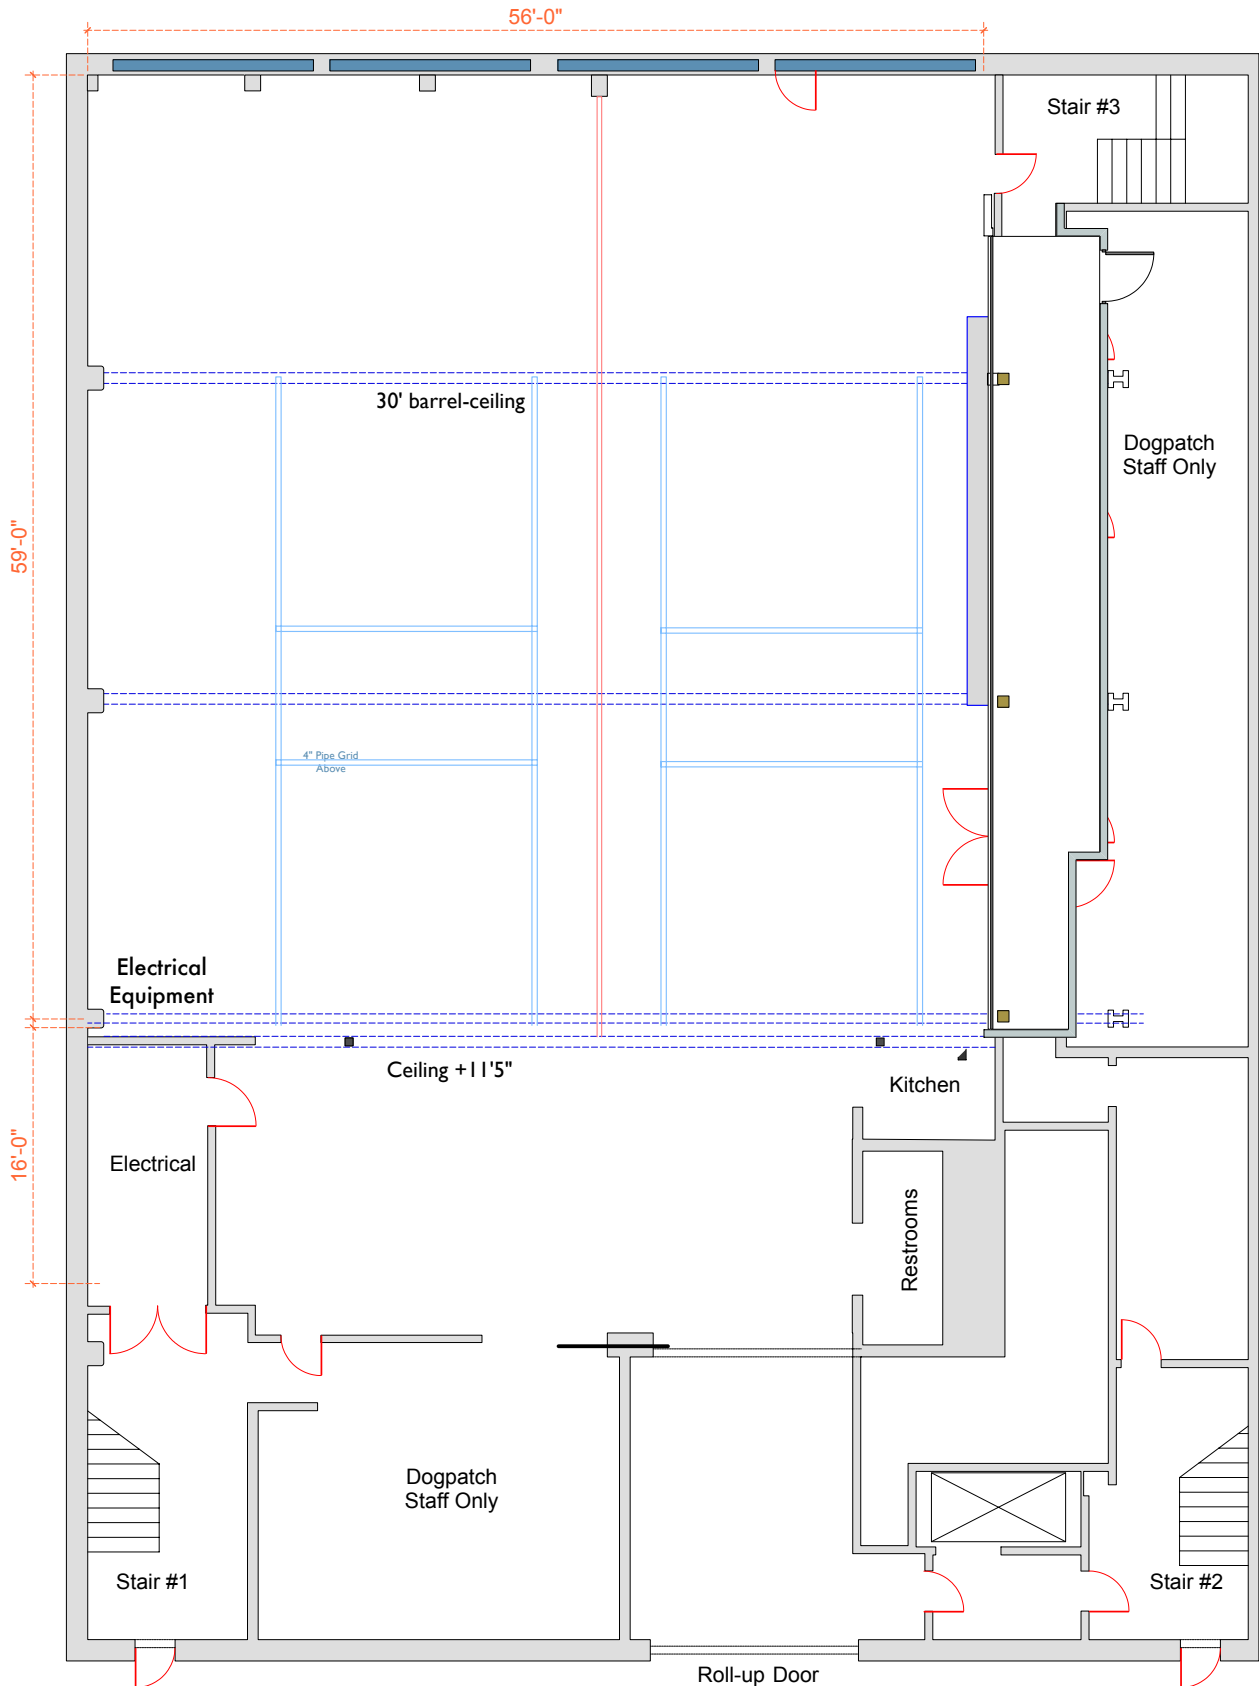 56'-0"
Stair #3
30' barrel-ceiling
Dogpatch
Staff Only
59'-0"
4" Pipe Grid
Above
Electrical
Equipment
Ceiling +11'5"
Kitchen
16'-0"
Electrical
Restrooms
Dogpatch
Staff Only
Stair #1
Stair #2
Roll-up Door